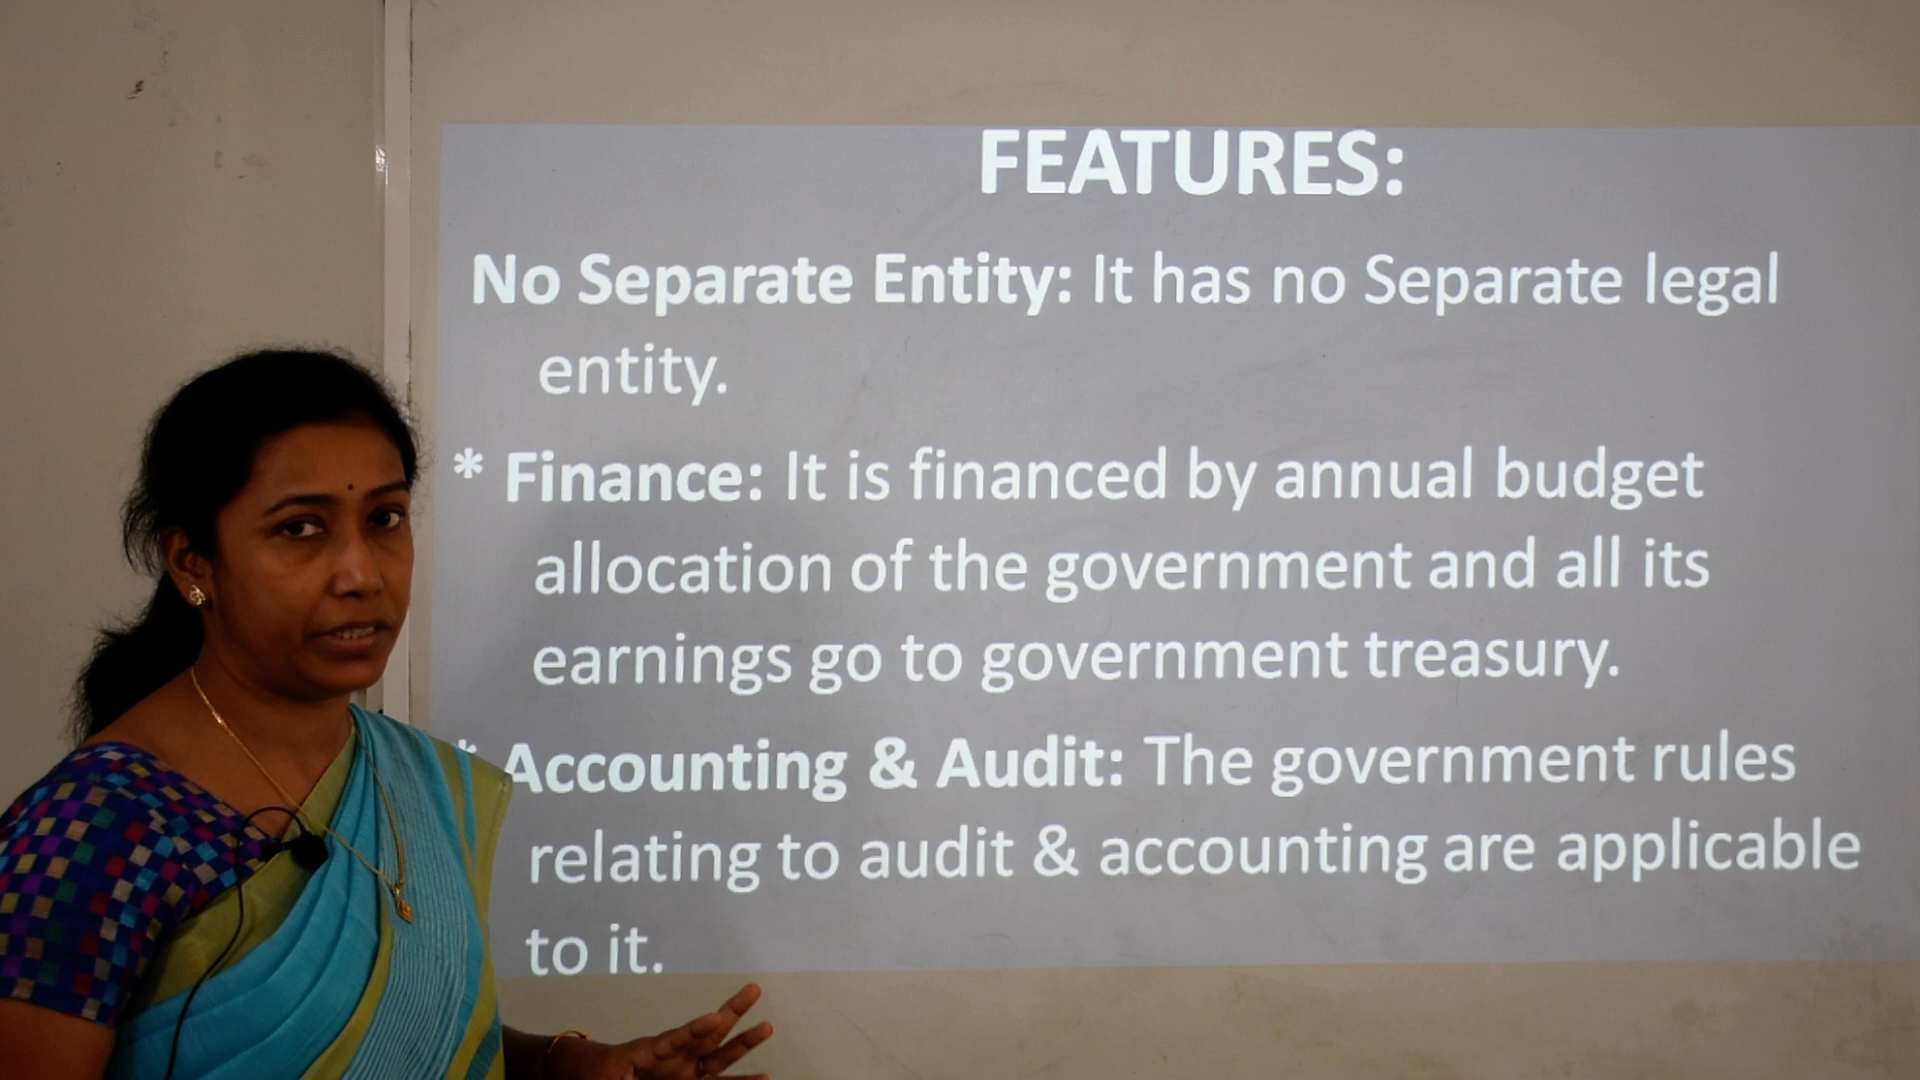 FEATURES:
No Separate Entity: It has no Separate legal
entity.
* Finance: It is financed by annual budget
allocation of the government and all its
earnings go to government treasury.
* Accounting & Audit: The government rules
relating to audit & accounting are applicable
to it.